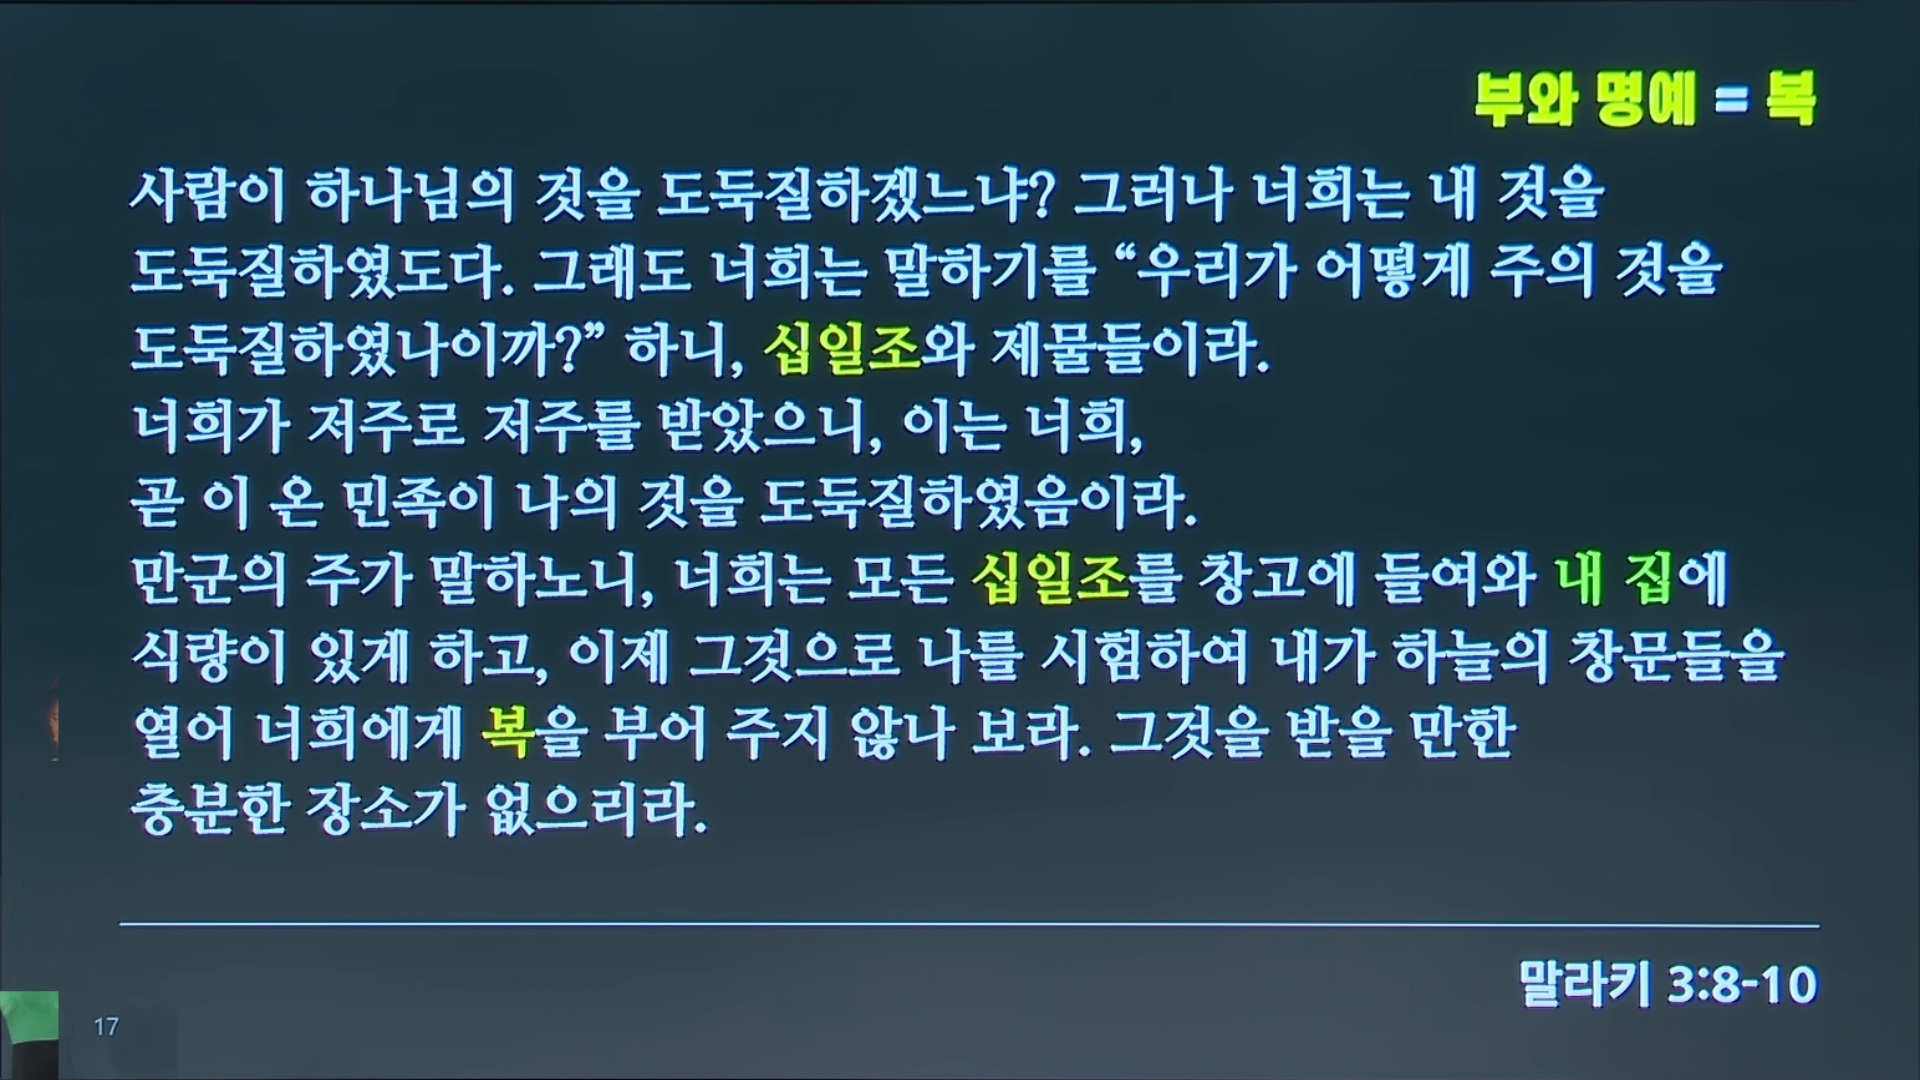 부와 명예 = 복
사람이 하나님의 것을 도둑질하겠느냐? 그러나 너희는 내 것을
도둑질하였도다. 그래도 너희는 말하기를 “우리가 어떻게 주의 것을
도둑질하였나이까?” 하니, 십일조와 제물들이라.
너희가 저주로 저주를 받았으니, 이는 너희,
곧 이 온 민족이 나의 것을 도둑질하였음이라.
만군의 주가 말하노니, 너희는 모든 십일조를 창고에 들여와 내 집에
식량이 있게 하고, 이제 그것으로 나를 시험하여 내가 하늘의 창문들을
열어 너희에게 복을 부어 주지 않나 보라. 그것을 받을 만한
충분한 장소가 없으리라.
말라키 3:8-10
17